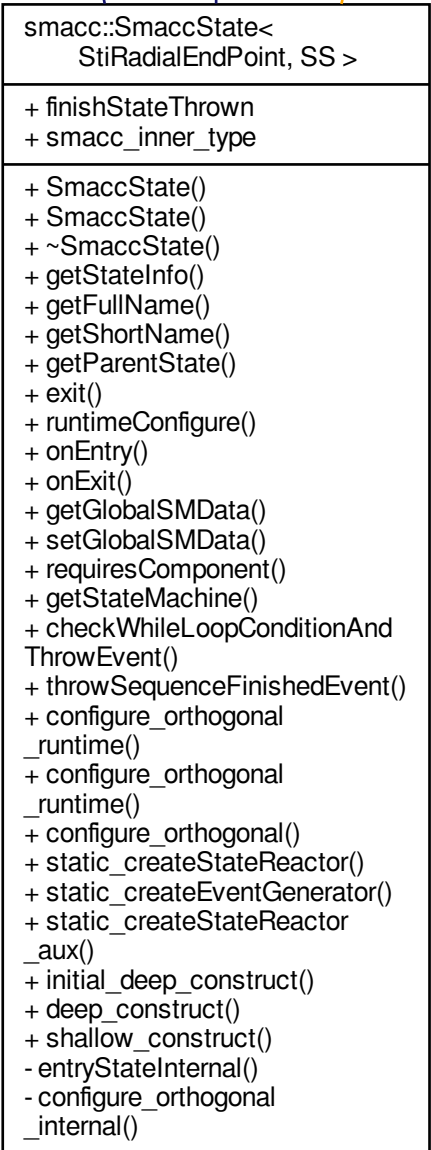 smacc::SmaccState<
StiRadialEndPoint, SS >
+ finishStateThrown
+ smacc_inner_type
+ SmaccState()
+ SmaccState()
+ ~SmaccState()
+ getStateInfo()
+ getFullName()
+ getShortName()
+ getParentState()
+ exit()
+ runtimeConfigure()
+ onEntry()
+ onExit()
+ getGlobalSMData()
+ setGlobalSMData()
+ requiresComponent()
+ getStateMachine()
+ checkWhileLoopConditionAnd
ThrowEvent()
+ throwSequenceFinishedEvent()
+ configure_orthogonal
_runtime()
+ configure_orthogonal
_runtime()
+ configure_orthogonal()
+ static_createStateReactor()
+ static_createEventGenerator()
+ static_createStateReactor
_aux()
+ initial_deep_construct()
+ deep_construct()
+ shallow_construct()
- entryStateInternal()
- configure_orthogonal
_internal()